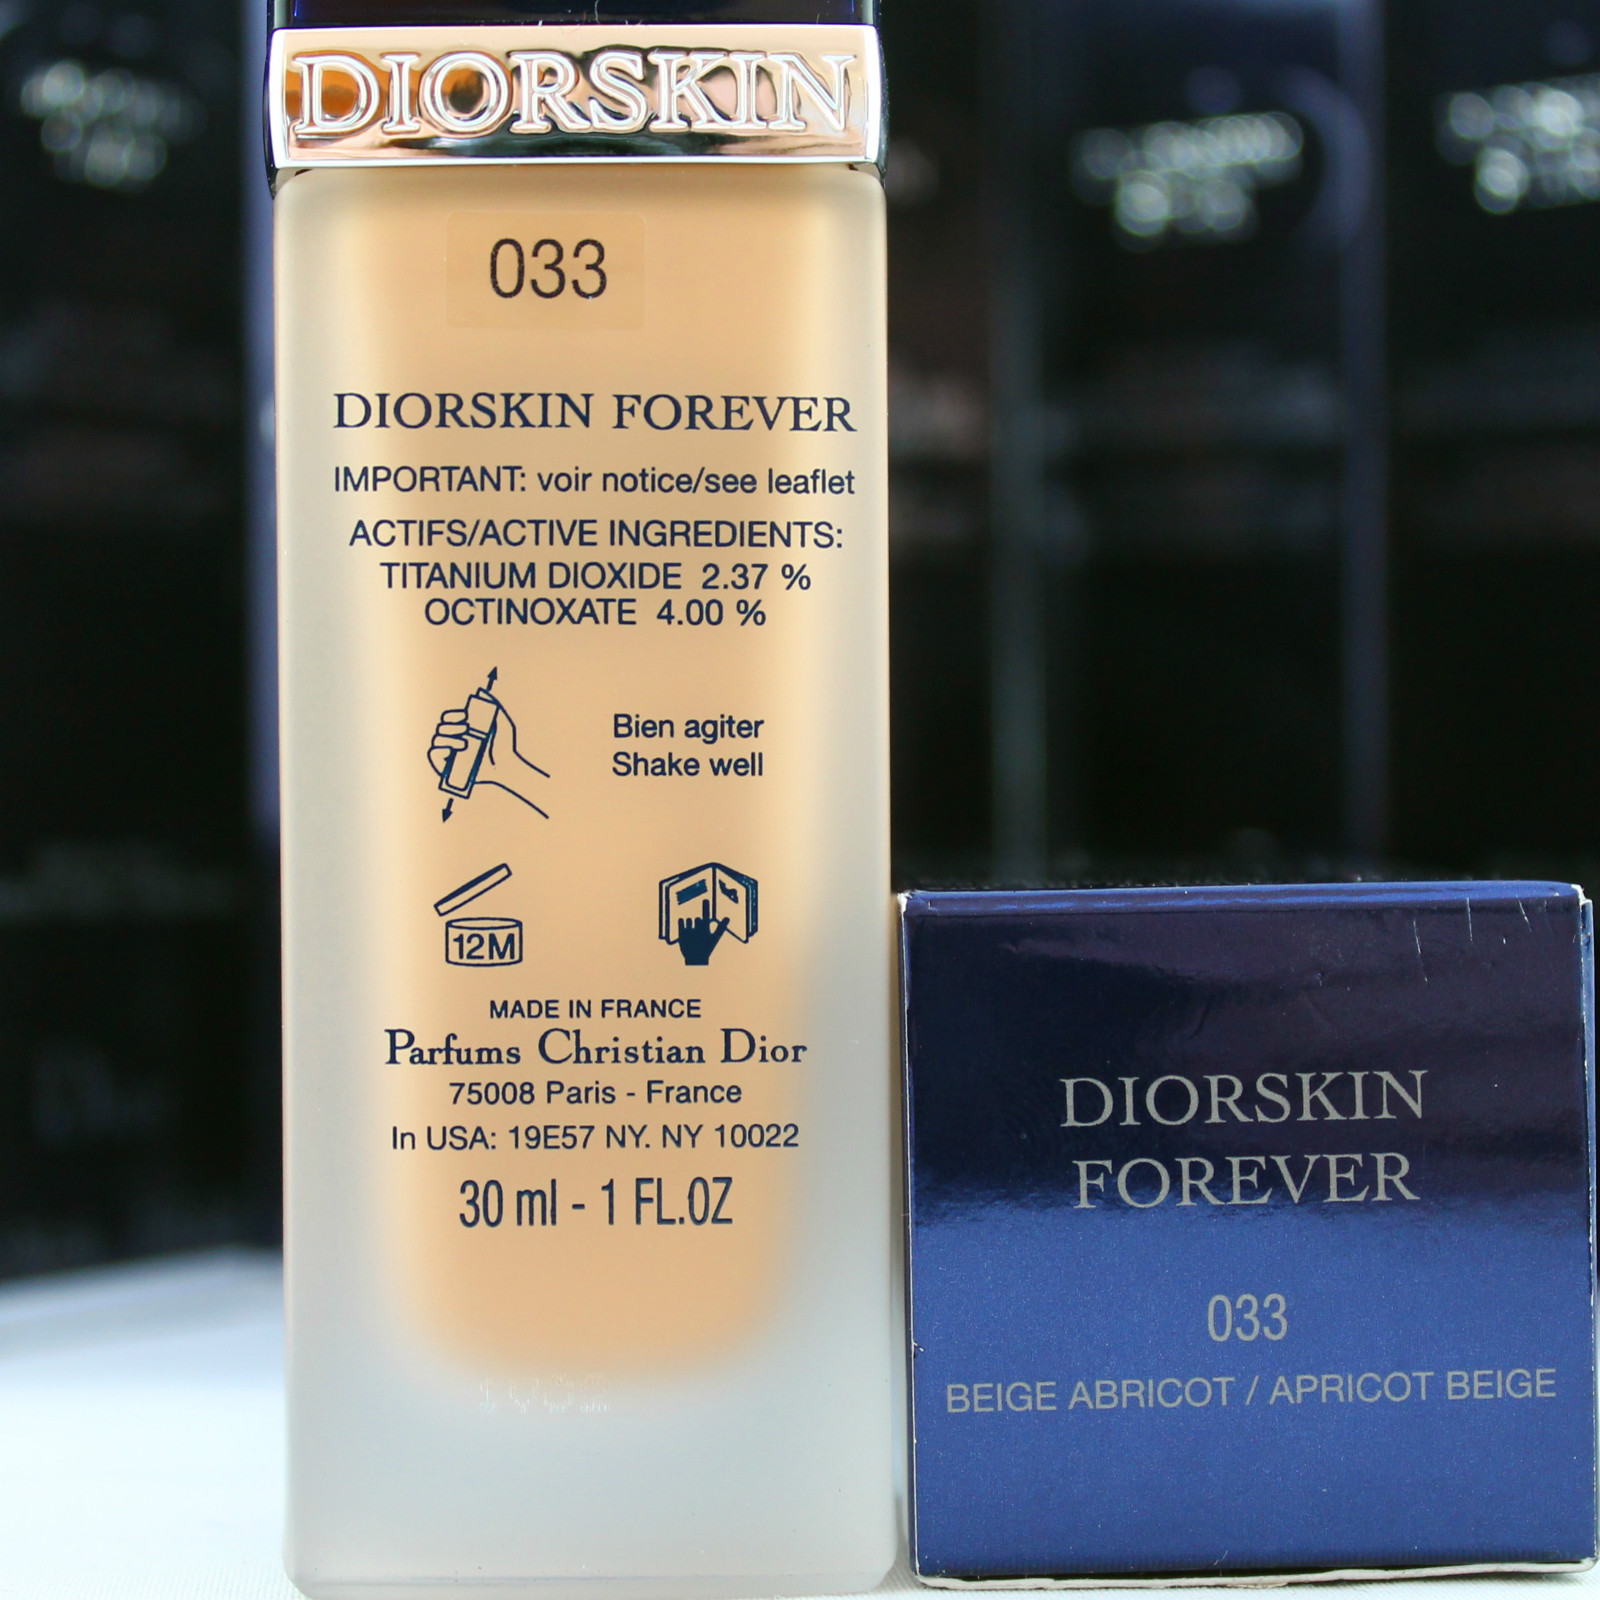 DIORSKIN
033
DIORSKIN FOREVER
IMPORTANT: voir notice/see leaflet
ACTIFS/ACTIVE INGREDIENTS:
TITANIUM DIOXIDE 2.37 %
OCTINOXATE 4.00 %
Bien agiter
Shake well
12M
MADE IN FRANCE
Parfums Christian Dior
75008 Paris - France
In USA: 19E57 NY. NY 10022
30 ml - 1 FL.OZ
DIORSKIN
FOREVER
033
BEIGE ABRICOT / APRICOT BEIGE